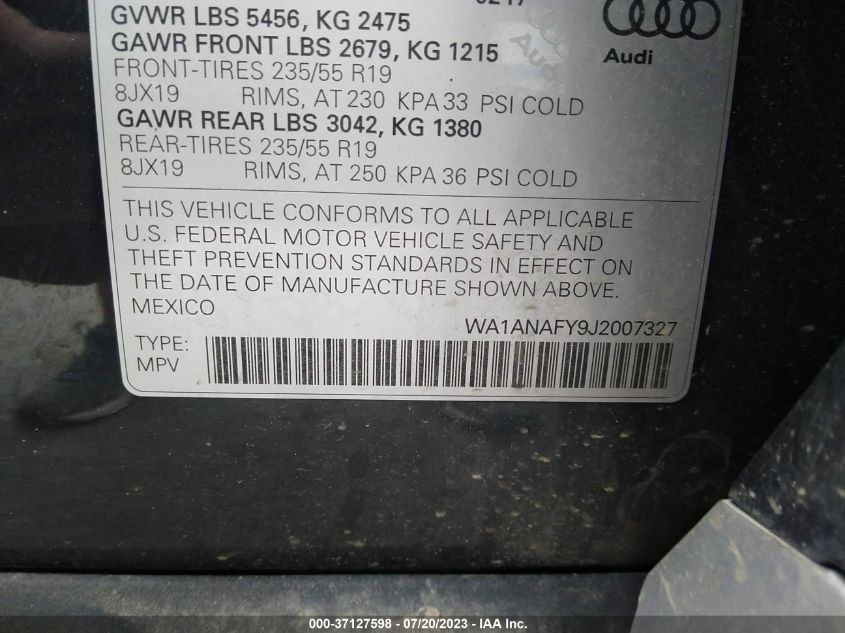 GVWR LBS 5456, KG 2475
GAWR FRONT LBS 2679, KG 1215
FRONT-TIRES 235/55 R19
8JX19 RIMS, AT 230 KPA 33 PSI COLD
GAWR REAR LBS 3042, KG 1380
REAR-TIRES 235/55 R19
8JX19 RIMS, AT 250 KPA 36 PSI COLD
Audi
THIS VEHICLE CONFORMS TO ALL APPLICABLE
U.S. FEDERAL MOTOR VEHICLE SAFETY AND
THEFT PREVENTION STANDARDS IN EFFECT ON
THE DATE OF MANUFACTURE SHOWN ABOVE.
MEXICO
WA1ANAFY9J2007327
TYPE:
MPV
000-37127598 - 07/20/2023 - IAA Inc.